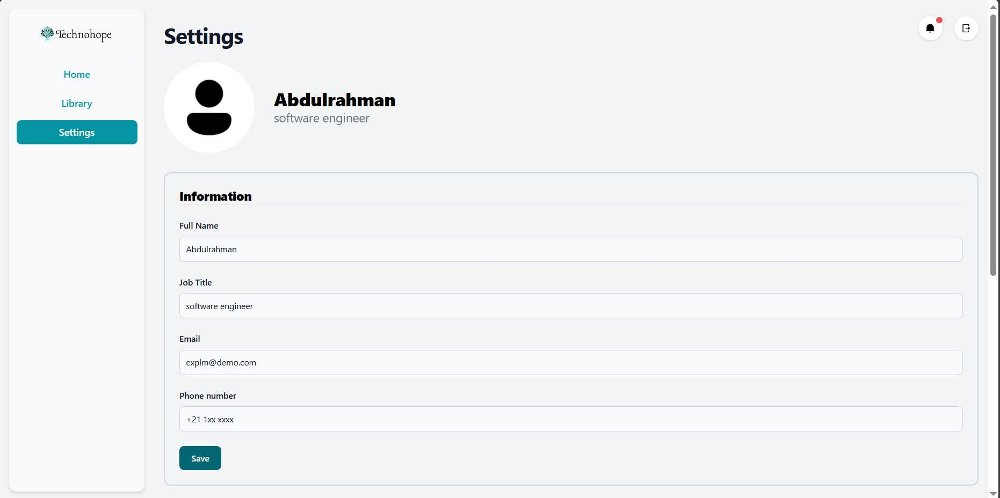 Technohope
Home
Library
Settings
Settings
Abdulrahman
software engineer
Information
Full Name
Abdulrahman
Job Title
software engineer
Email
explm@demo.com
Phone number
+21 1xx xxxx
Save